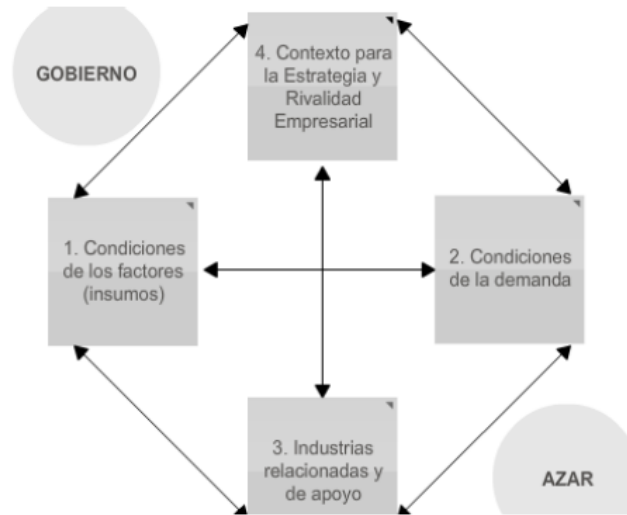 GOBIERNO
4. Contexto para
la Estrategia y
Rivalidad
Empresarial
1. Condiciones
de los factores
(insumos)
2. Condiciones
de la demanda
3. Industrias
relacionadas y
de apoyo
AZAR